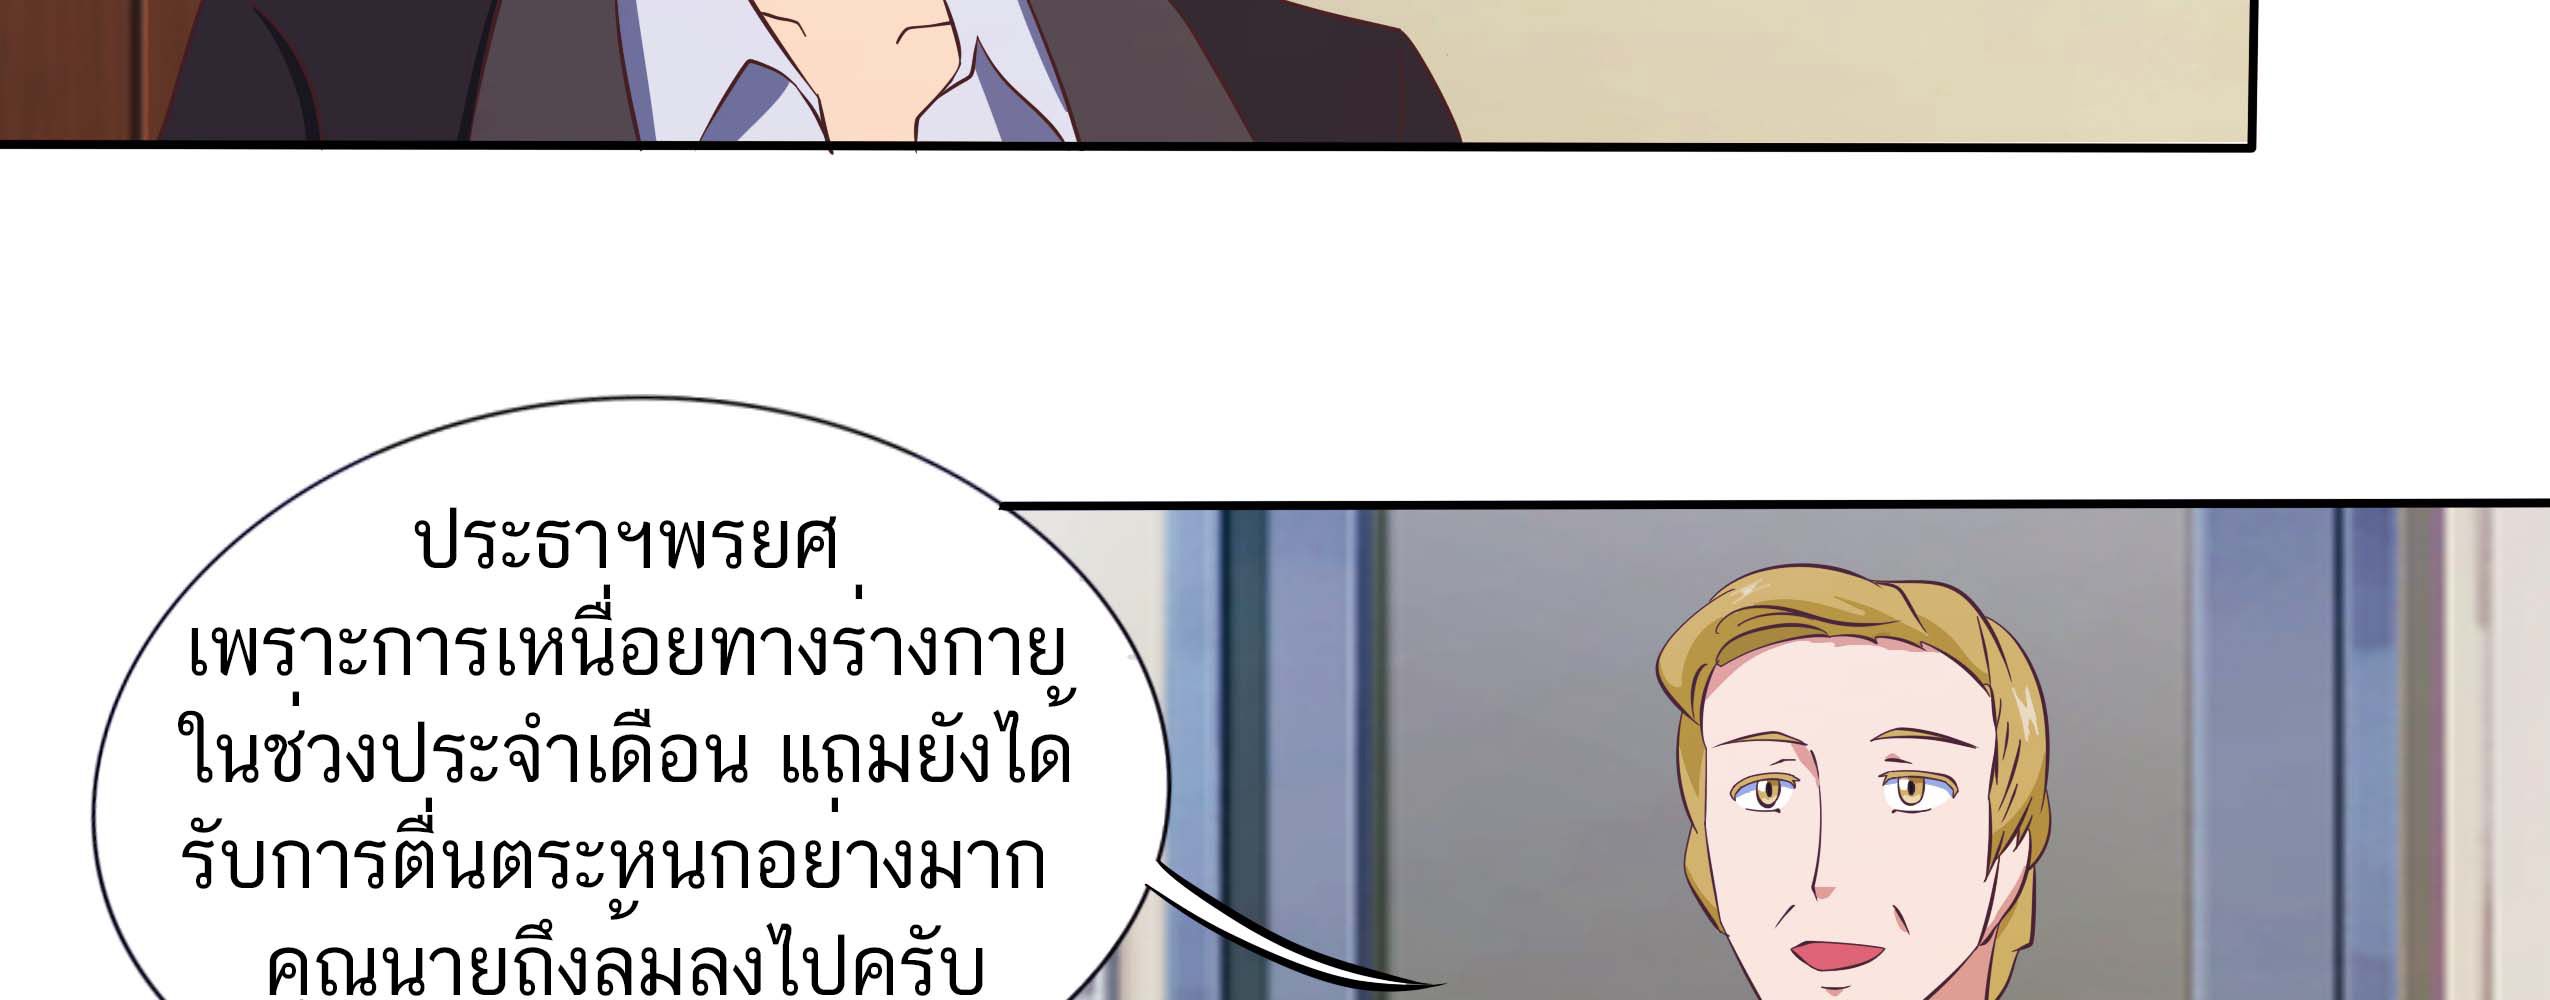 ประธาฯพรยศ
เพราะการเหนื่อยทางร่างกาย
ในช่วงประจำเดือน แถมยังได้
รับการตื่นตระหนกอย่างมาก
คุณนายถึงล้มลงไปครับ